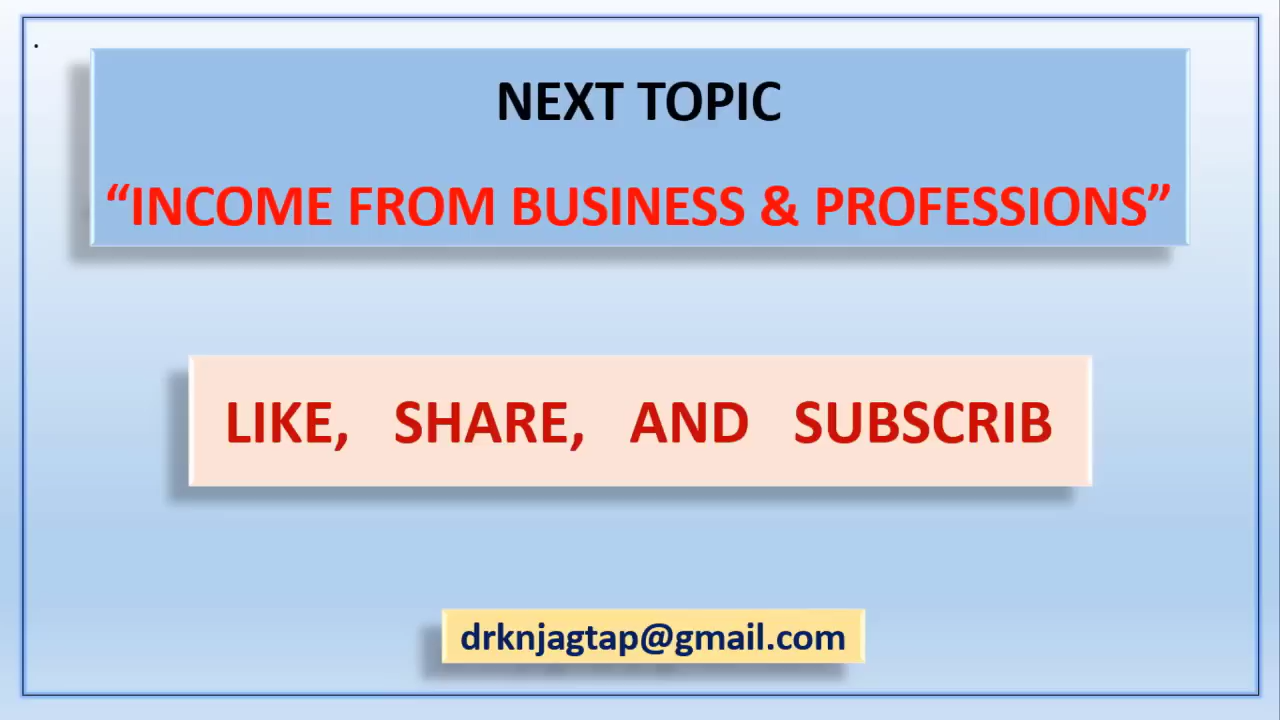 .
NEXT TOPIC
“INCOME FROM BUSINESS & PROFESSIONS”
LIKE, SHARE, AND SUBSCRIB
drknjagtap@gmail.com